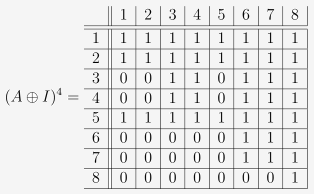 1 2 3 4 5 6 7 8
1 1 1 1 1 1 1 1 1
2 1 1 1 1 1 1 1 1
3 0 0 1 1 0 1 1 1
(A ⊕ I)⁴ = 4 0 0 1 1 0 1 1 1
5 1 1 1 1 1 1 1 1
6 0 0 0 0 0 1 1 1
7 0 0 0 0 0 1 1 1
8 0 0 0 0 0 0 0 1